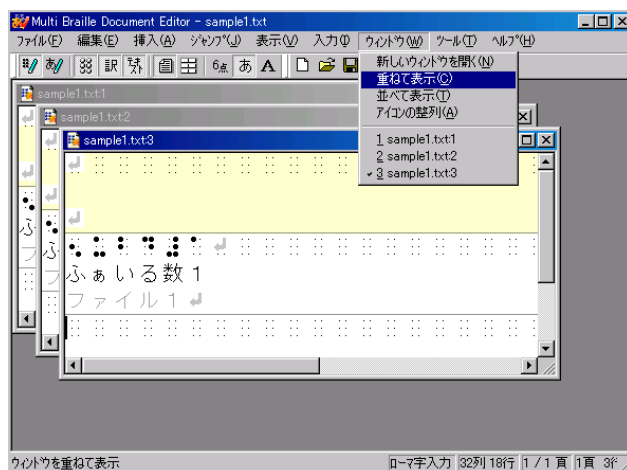 Multi Braille Document Editor - sample1.txt
ファイル(F) 編集(E) 挿入(A) ジャンプ(J) 表示(V) 入力(I) ウィンドウ(W) ツール(T) ヘルプ(H)
訳 6点 あ A
新しいウィンドウを開く(N)
重ねて表示(C)
並べて表示(T)
アイコンの整列(A)
1 sample1.txt:1
2 sample1.txt:2
✓ 3 sample1.txt:3
sample1.txt:1
sample1.txt:2
sample1.txt:3
ふぁいる数 1
ファイル 1
ウィンドウを重ねて表示 ローマ字入力 32列 18行 1 / 1 頁 1頁 3行